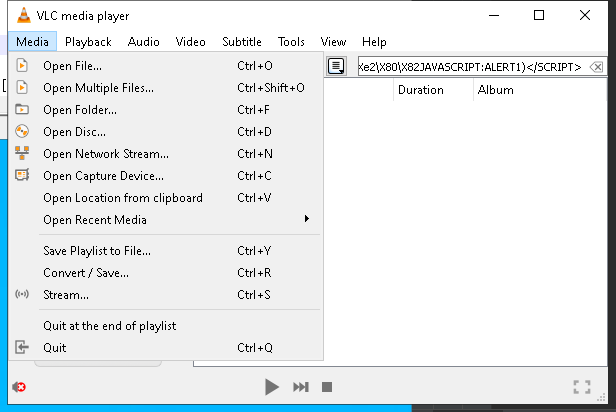 VLC media player
Media Playback Audio Video Subtitle Tools View Help
Open File... Ctrl+O
Xe2\X80\X82JAVASCRIPT:ALERT1)</SCRIPT>
Open Multiple Files... Ctrl+Shift+O
Duration Album
Open Folder... Ctrl+F
Open Disc... Ctrl+D
Open Network Stream... Ctrl+N
Open Capture Device... Ctrl+C
Open Location from clipboard Ctrl+V
Open Recent Media
Save Playlist to File... Ctrl+Y
Convert / Save... Ctrl+R
Stream... Ctrl+S
Quit at the end of playlist
Quit Ctrl+Q